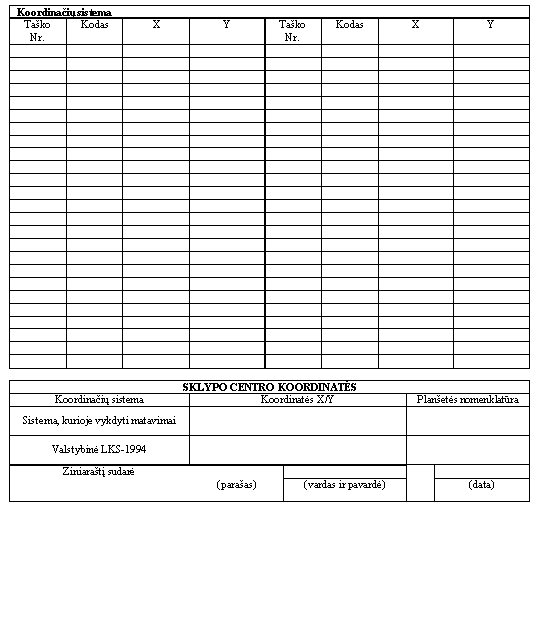 Koordinačių sistema
Taško Nr. Kodas X Y Taško Nr. Kodas X Y
SKLYPO CENTRO KOORDINATĖS
Koordinačių sistema Koordinatės X/Y Planšetės nomenklatūra
Sistema, kurioje vykdyti matavimai
Valstybinė LKS-1994
Žiniaraštį sudarė
(parašas) (vardas ir pavardė) (data)